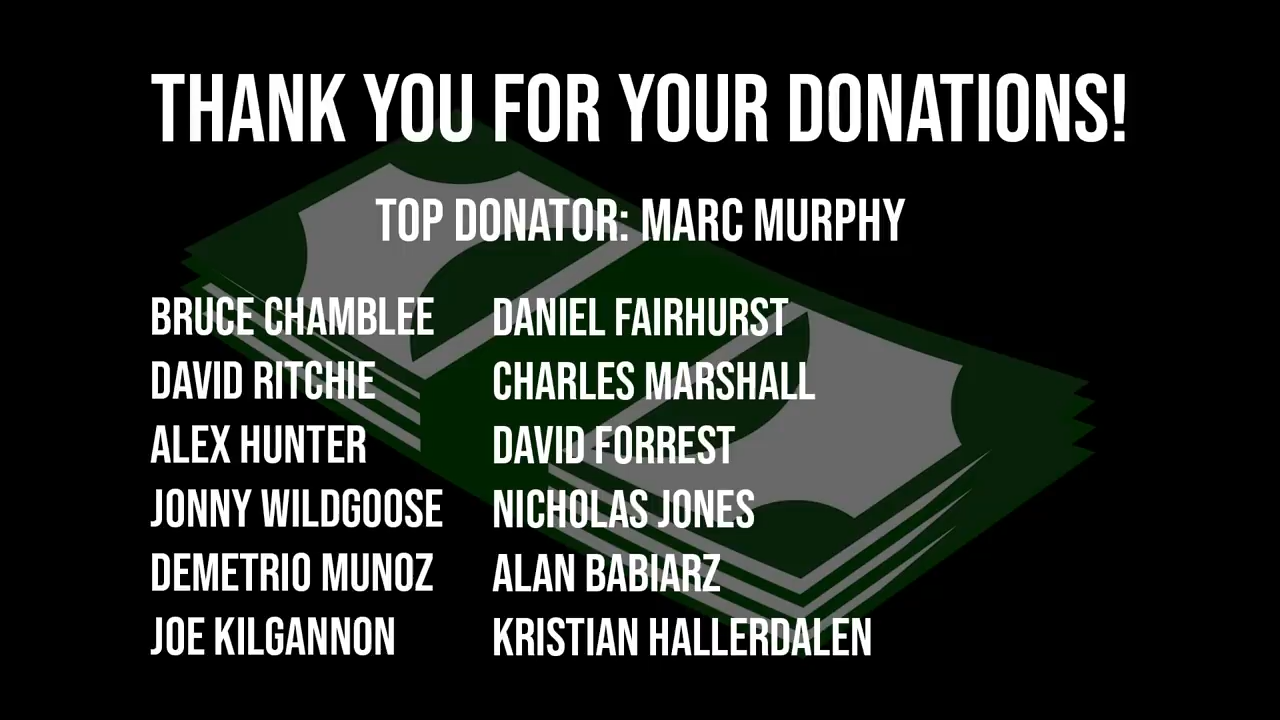 THANK YOU FOR YOUR DONATIONS!
TOP DONATOR: MARC MURPHY
BRUCE CHAMBLEE
DAVID RITCHIE
ALEX HUNTER
JONNY WILDGOOSE
DEMETRIO MUNOZ
JOE KILGANNON
DANIEL FAIRHURST
CHARLES MARSHALL
DAVID FORREST
NICHOLAS JONES
ALAN BABIARZ
KRISTIAN HALLERDALEN